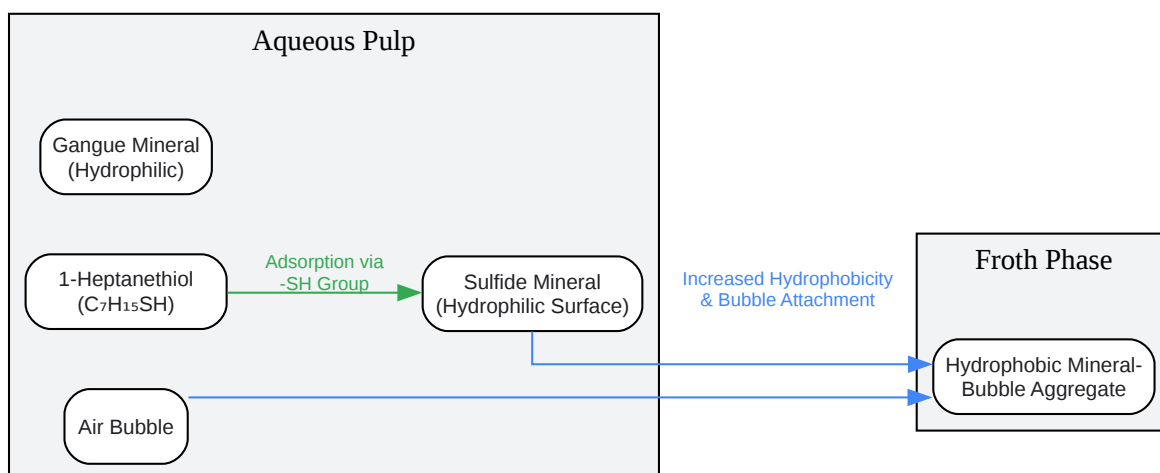 Aqueous Pulp
Gangue Mineral
(Hydrophilic)
1-Heptanethiol
(C₇H₁₅SH)
Adsorption via
-SH Group
Sulfide Mineral
(Hydrophilic Surface)
Air Bubble
Increased Hydrophobicity
& Bubble Attachment
Froth Phase
Hydrophobic Mineral-
Bubble Aggregate